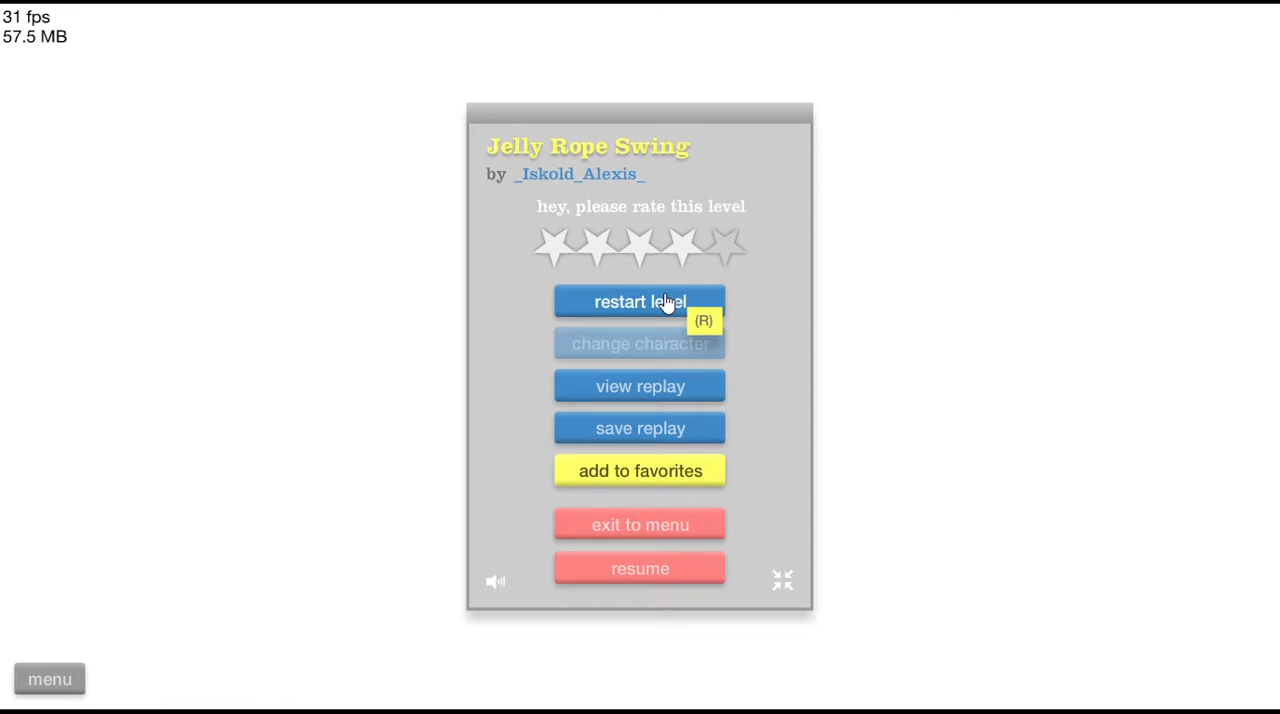 31 fps
57.5 MB
Jelly Rope Swing
by _Iskold_Alexis_
hey, please rate this level
restart level
(R)
change character
view replay
save replay
add to favorites
exit to menu
resume
menu